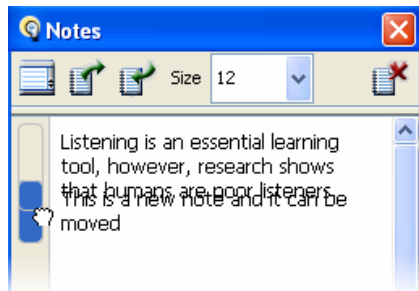 Notes
Size 12
Listening is an essential learning
tool, however, research shows
that humans are poor listeners
This is a new note and it can be
moved